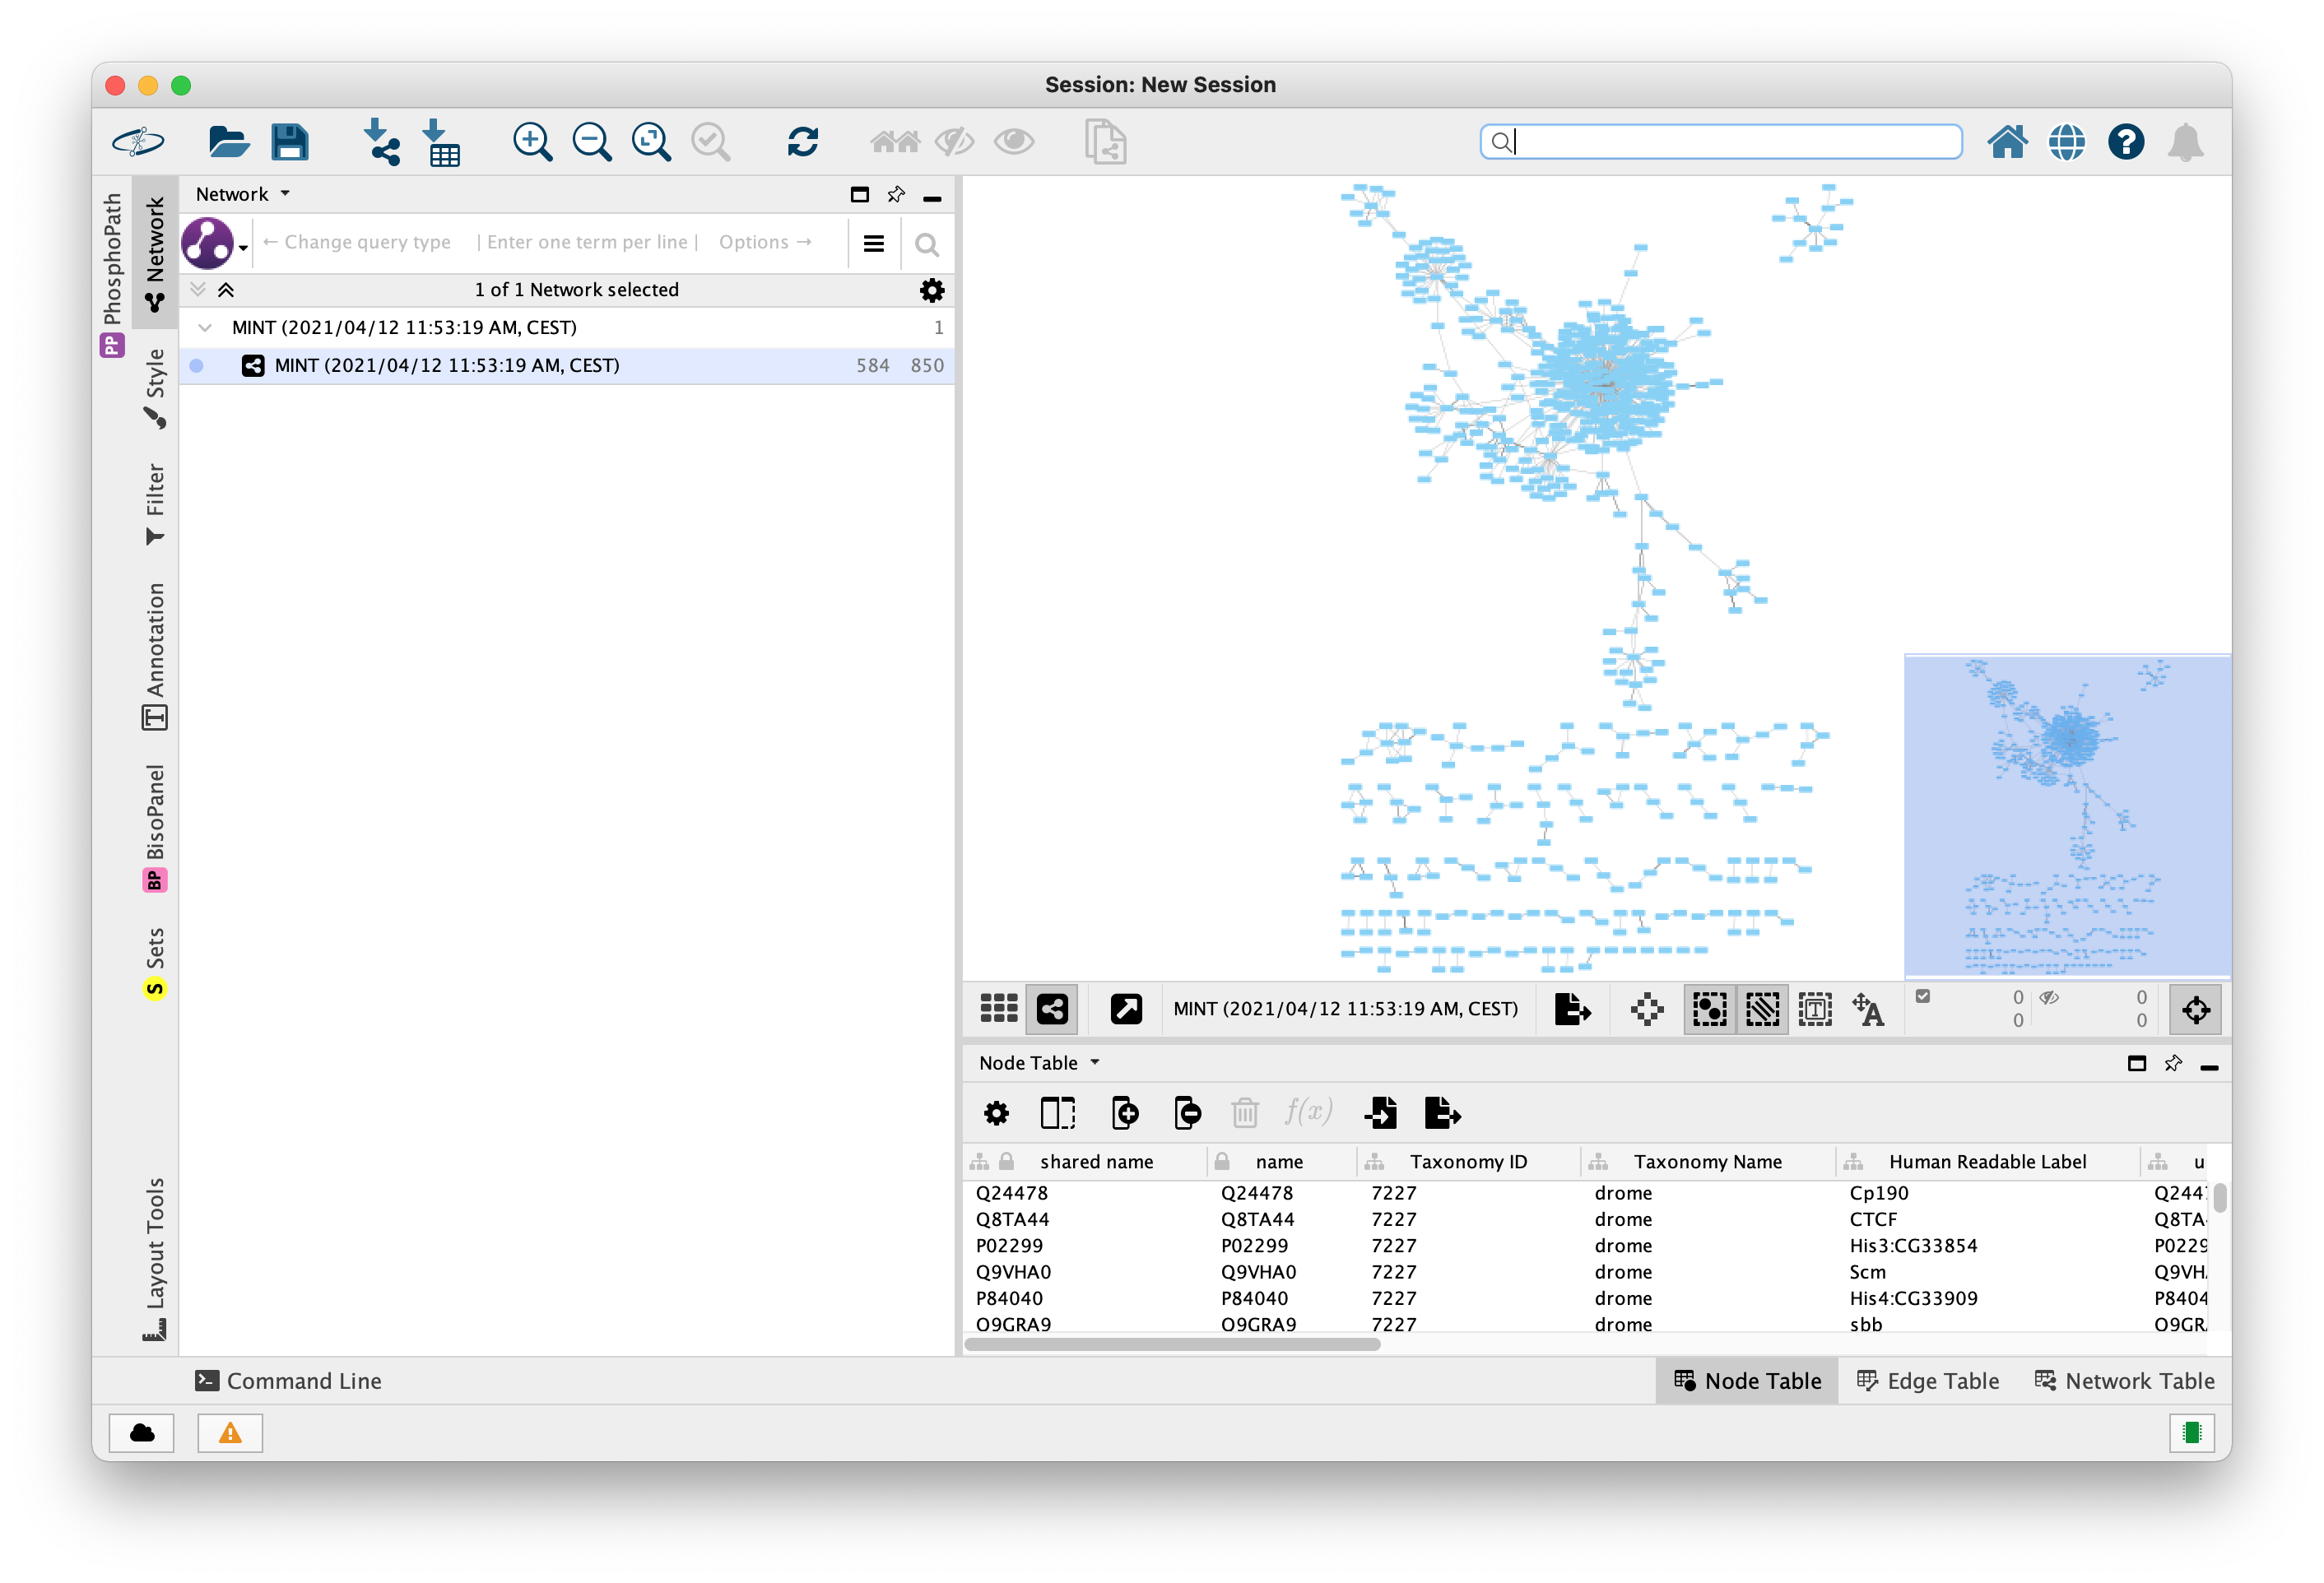 Session: New Session
PhosphoPath
PP
Network
Style
Filter
Annotation
T
BisoPanel
BP
Sets
S
Layout Tools
Network
← Change query type | Enter one term per line | Options →
1 of 1 Network selected
MINT (2021/04/12 11:53:19 AM, CEST) 1
MINT (2021/04/12 11:53:19 AM, CEST) 584 850
MINT (2021/04/12 11:53:19 AM, CEST)
T
A
0 0
0 0
Node Table
f(x)
shared name name Taxonomy ID Taxonomy Name Human Readable Label u
Q24478 Q24478 7227 drome Cp190 Q244
Q8TA44 Q8TA44 7227 drome CTCF Q8TA
P02299 P02299 7227 drome His3:CG33854 P0229
Q9VHA0 Q9VHA0 7227 drome Scm Q9VH
P84040 P84040 7227 drome His4:CG33909 P8404
Q9GRA9 Q9GRA9 7227 drome sbb Q9GR
Command Line
Node Table Edge Table Network Table